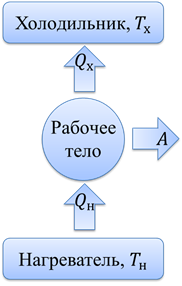 Холодильник, Tх
Qх
Рабочее
тело
A
Qн
Нагреватель, Tн